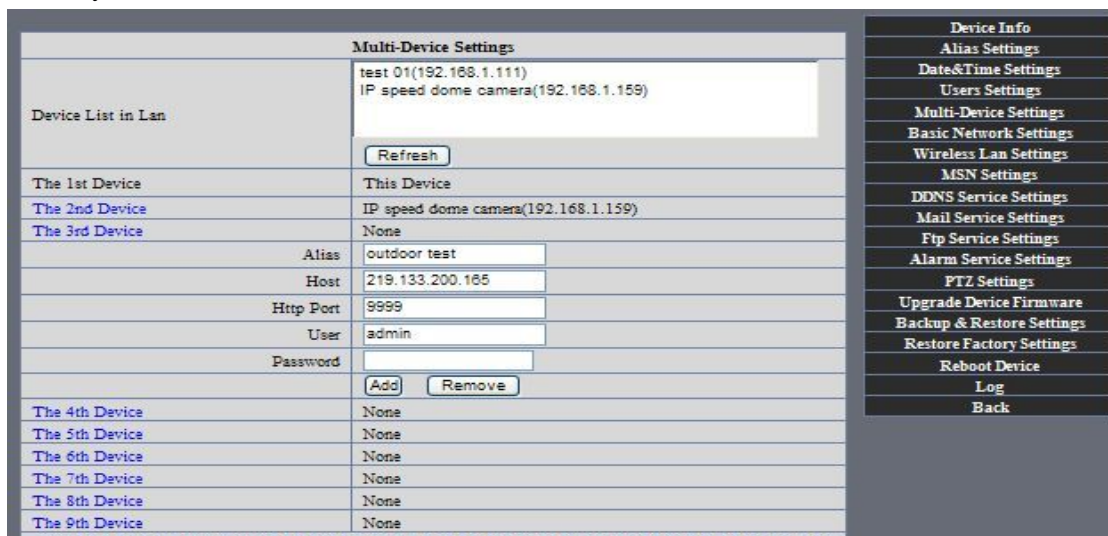 Multi-Device Settings
Device List in Lan
test 01(192.168.1.111)
IP speed dome camera(192.168.1.159)
Refresh
The 1st Device This Device
The 2nd Device IP speed dome camera(192.168.1.159)
The 3rd Device None
Alias outdoor test
Host 219.133.200.165
Http Port 9999
User admin
Password
Add Remove
The 4th Device None
The 5th Device None
The 6th Device None
The 7th Device None
The 8th Device None
The 9th Device None
Device Info
Alias Settings
Date&Time Settings
Users Settings
Multi-Device Settings
Basic Network Settings
Wireless Lan Settings
MSN Settings
DDNS Service Settings
Mail Service Settings
Ftp Service Settings
Alarm Service Settings
PTZ Settings
Upgrade Device Firmware
Backup & Restore Settings
Restore Factory Settings
Reboot Device
Log
Back